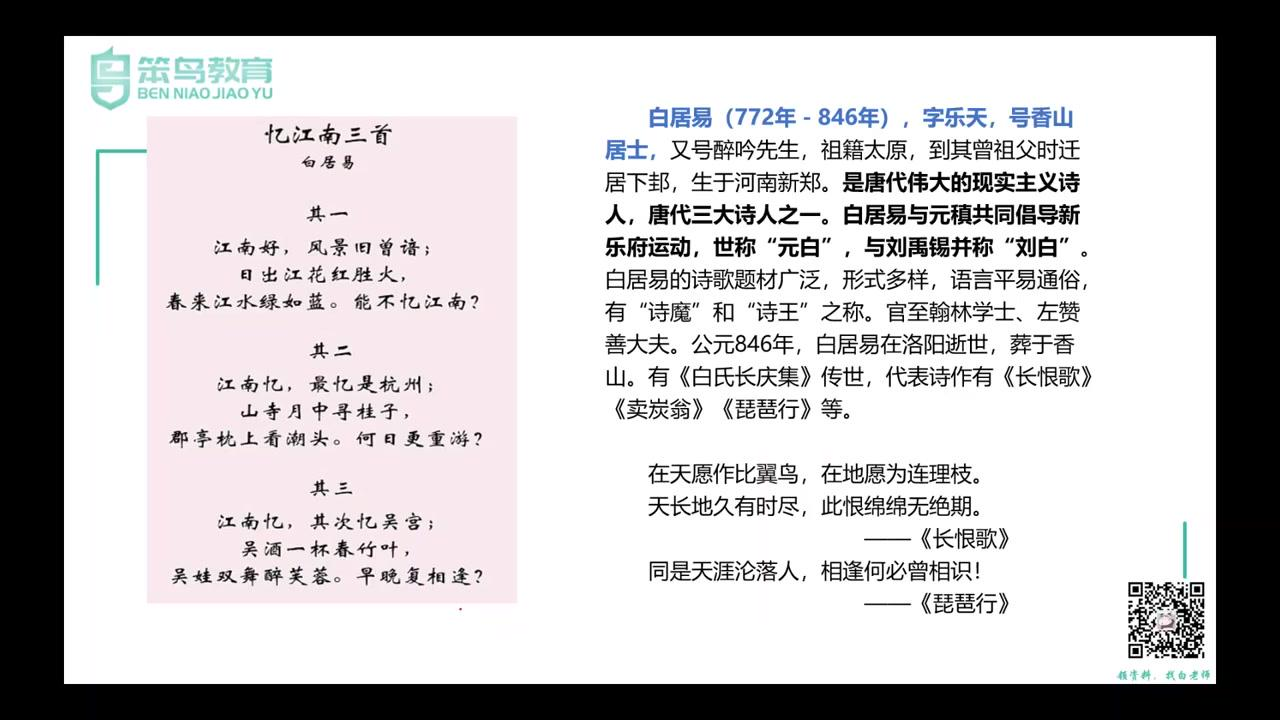 笨鸟教育
BEN NIAO JIAO YU
忆江南三首
白居易
其一
江南好，风景旧曾谙；
日出江花红胜火，
春来江水绿如蓝。能不忆江南？
其二
江南忆，最忆是杭州；
山寺月中寻桂子，
郡亭枕上看潮头。何日更重游？
其三
江南忆，其次忆吴宫；
吴酒一杯春竹叶，
吴娃双舞醉芙蓉。早晚复相逢？
白居易（772年－846年），字乐天，号香山
居士，又号醉吟先生，祖籍太原，到其曾祖父时迁
居下邽，生于河南新郑。是唐代伟大的现实主义诗
人，唐代三大诗人之一。白居易与元稹共同倡导新
乐府运动，世称“元白”，与刘禹锡并称“刘白”。
白居易的诗歌题材广泛，形式多样，语言平易通俗，
有“诗魔”和“诗王”之称。官至翰林学士、左赞
善大夫。公元846年，白居易在洛阳逝世，葬于香
山。有《白氏长庆集》传世，代表诗作有《长恨歌》
《卖炭翁》《琵琶行》等。
在天愿作比翼鸟，在地愿为连理枝。
天长地久有时尽，此恨绵绵无绝期。
——《长恨歌》
同是天涯沦落人，相逢何必曾相识！
——《琵琶行》
领资料，找白老师